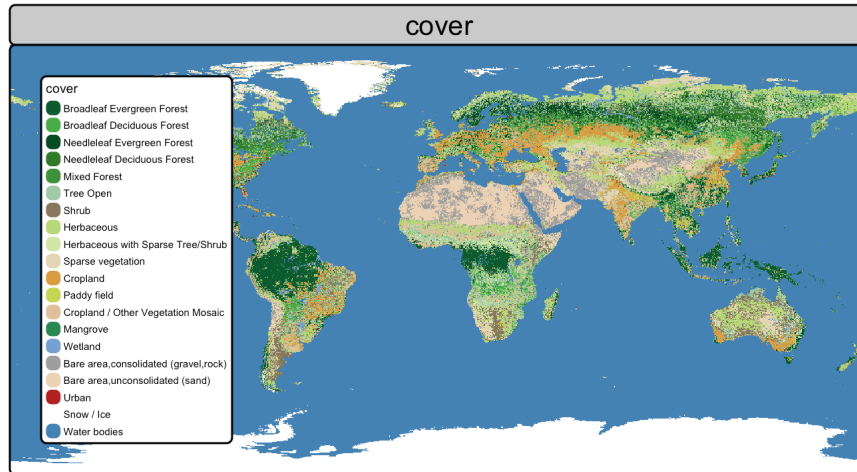 cover
cover
Broadleaf Evergreen Forest
Broadleaf Deciduous Forest
Needleleaf Evergreen Forest
Needleleaf Deciduous Forest
Mixed Forest
Tree Open
Shrub
Herbaceous
Herbaceous with Sparse Tree/Shrub
Sparse vegetation
Cropland
Paddy field
Cropland / Other Vegetation Mosaic
Mangrove
Wetland
Bare area,consolidated (gravel,rock)
Bare area,unconsolidated (sand)
Urban
Snow / Ice
Water bodies